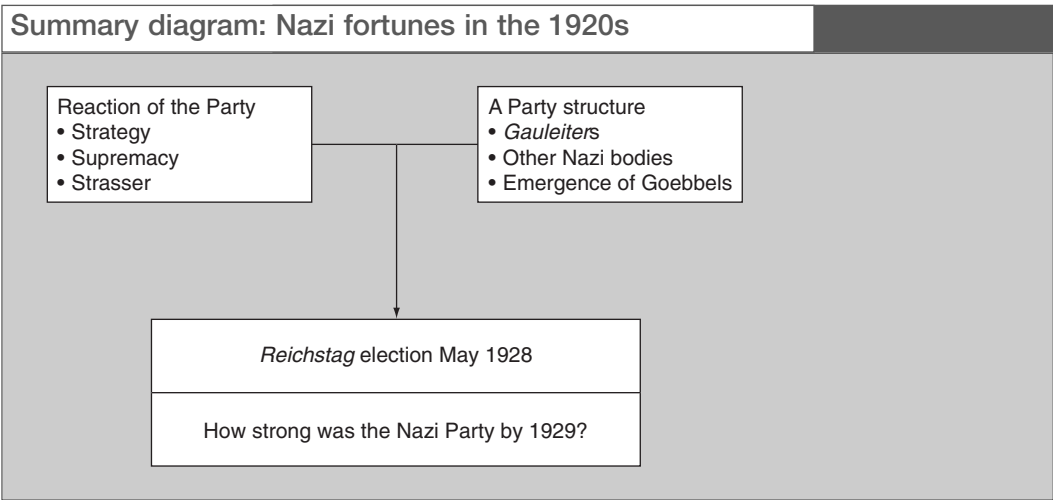 Summary diagram: Nazi fortunes in the 1920s
Reaction of the Party
• Strategy
• Supremacy
• Strasser
A Party structure
• Gauleiters
• Other Nazi bodies
• Emergence of Goebbels
Reichstag election May 1928
How strong was the Nazi Party by 1929?